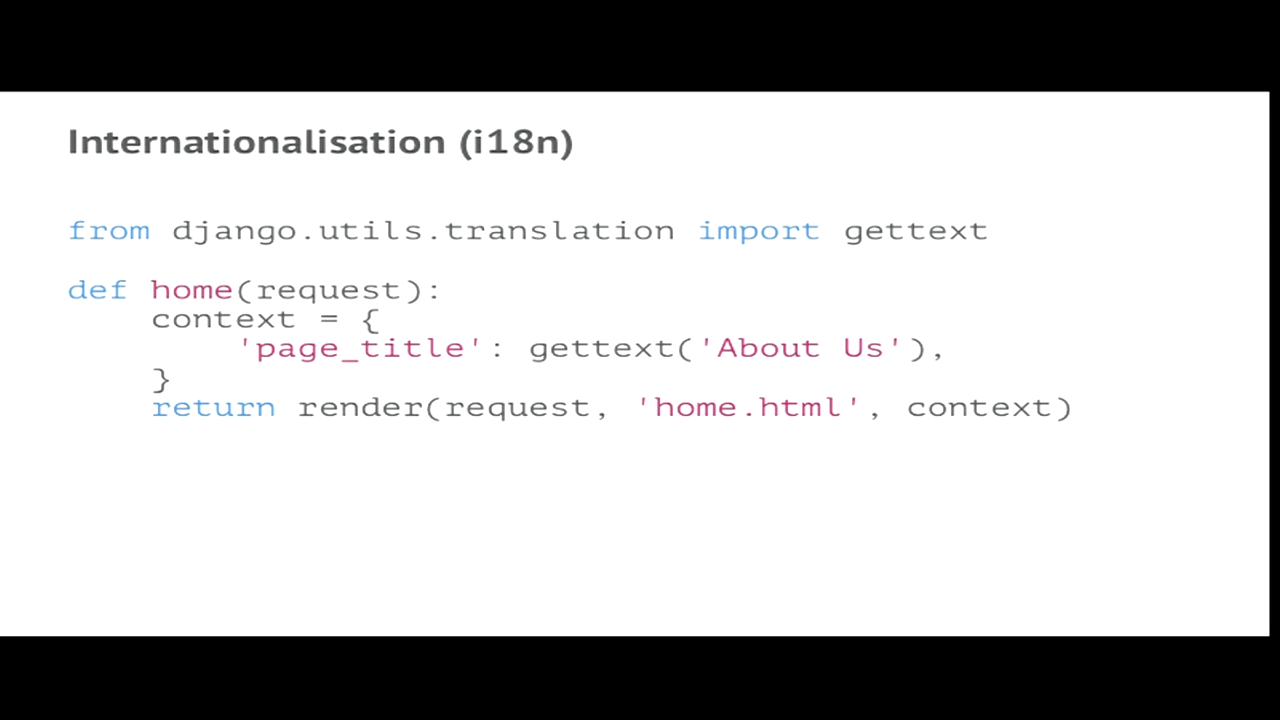 Internationalisation (i18n)
from django.utils.translation import gettext
def home(request):
    context = {
        'page_title': gettext('About Us'),
    }
    return render(request, 'home.html', context)